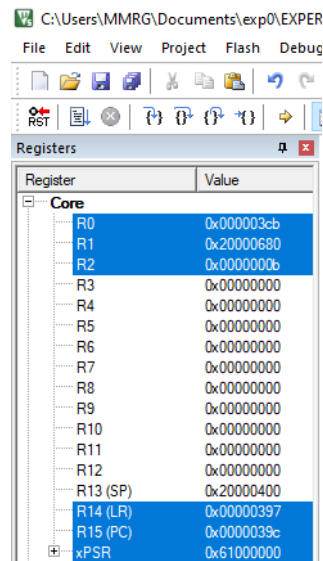 C:\Users\MMRG\Documents\exp0\EXPER
File Edit View Project Flash Debug
RST
Registers
Register Value
Core
R0 0x000003cb
R1 0x20000680
R2 0x0000000b
R3 0x00000000
R4 0x00000000
R5 0x00000000
R6 0x00000000
R7 0x00000000
R8 0x00000000
R9 0x00000000
R10 0x00000000
R11 0x00000000
R12 0x00000000
R13 (SP) 0x20000400
R14 (LR) 0x00000397
R15 (PC) 0x0000039c
xPSR 0x61000000